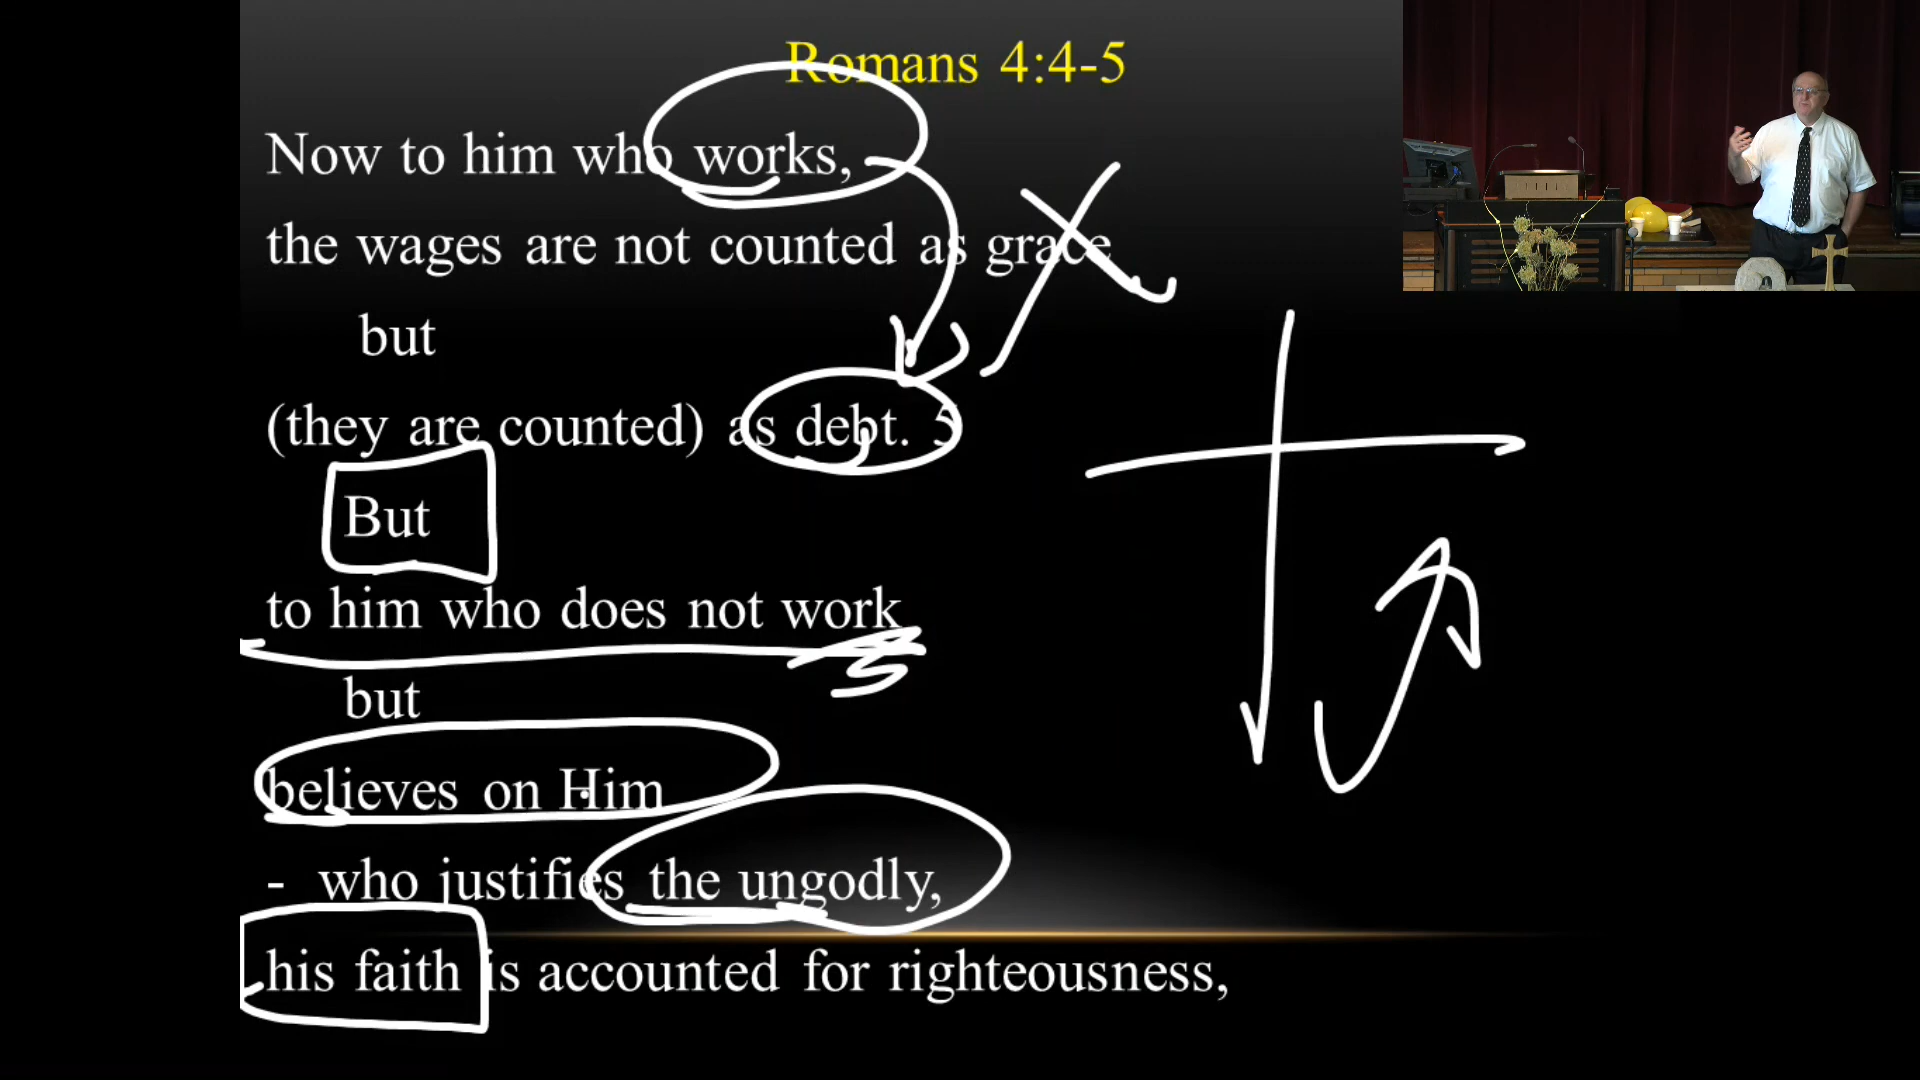 Romans 4:4-5
Now to him who works,
the wages are not counted as grace
but
(they are counted) as debt. 5
But
to him who does not work
but
believes on Him
- who justifies the ungodly,
his faith is accounted for righteousness,